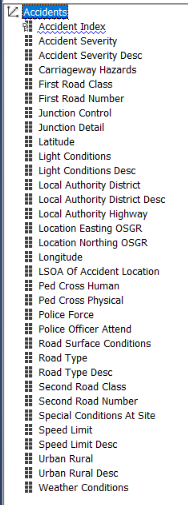 Accidents
Accident Index
Accident Severity
Accident Severity Desc
Carriageway Hazards
First Road Class
First Road Number
Junction Control
Junction Detail
Latitude
Light Conditions
Light Conditions Desc
Local Authority District
Local Authority District Desc
Local Authority Highway
Location Easting OSGR
Location Northing OSGR
Longitude
LSOA Of Accident Location
Ped Cross Human
Ped Cross Physical
Police Force
Police Officer Attend
Road Surface Conditions
Road Type
Road Type Desc
Second Road Class
Second Road Number
Special Conditions At Site
Speed Limit
Speed Limit Desc
Urban Rural
Urban Rural Desc
Weather Conditions